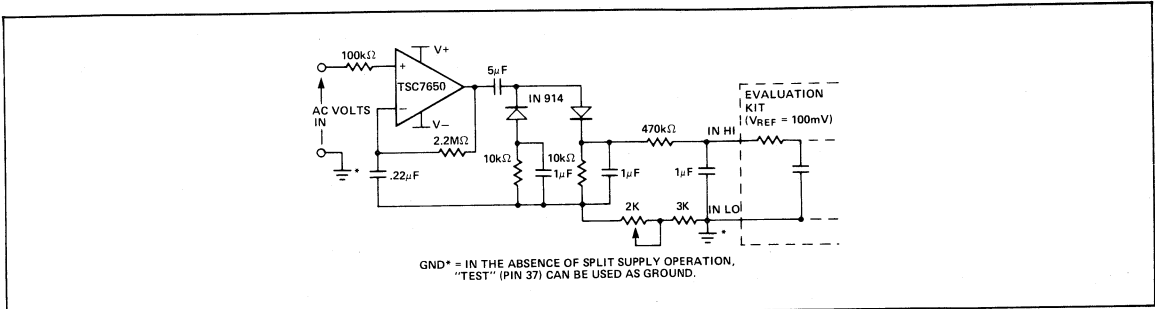 V+
100kΩ
+
TSC7650
5μF
AC VOLTS
IN
−
V−
IN 914
EVALUATION
KIT
(VREF = 100mV)
2.2MΩ
470kΩ
IN HI
*
.22μF
10kΩ
1μF
10kΩ
1μF
1μF
2K
3K
IN LO
*
GND* = IN THE ABSENCE OF SPLIT SUPPLY OPERATION,
"TEST" (PIN 37) CAN BE USED AS GROUND.